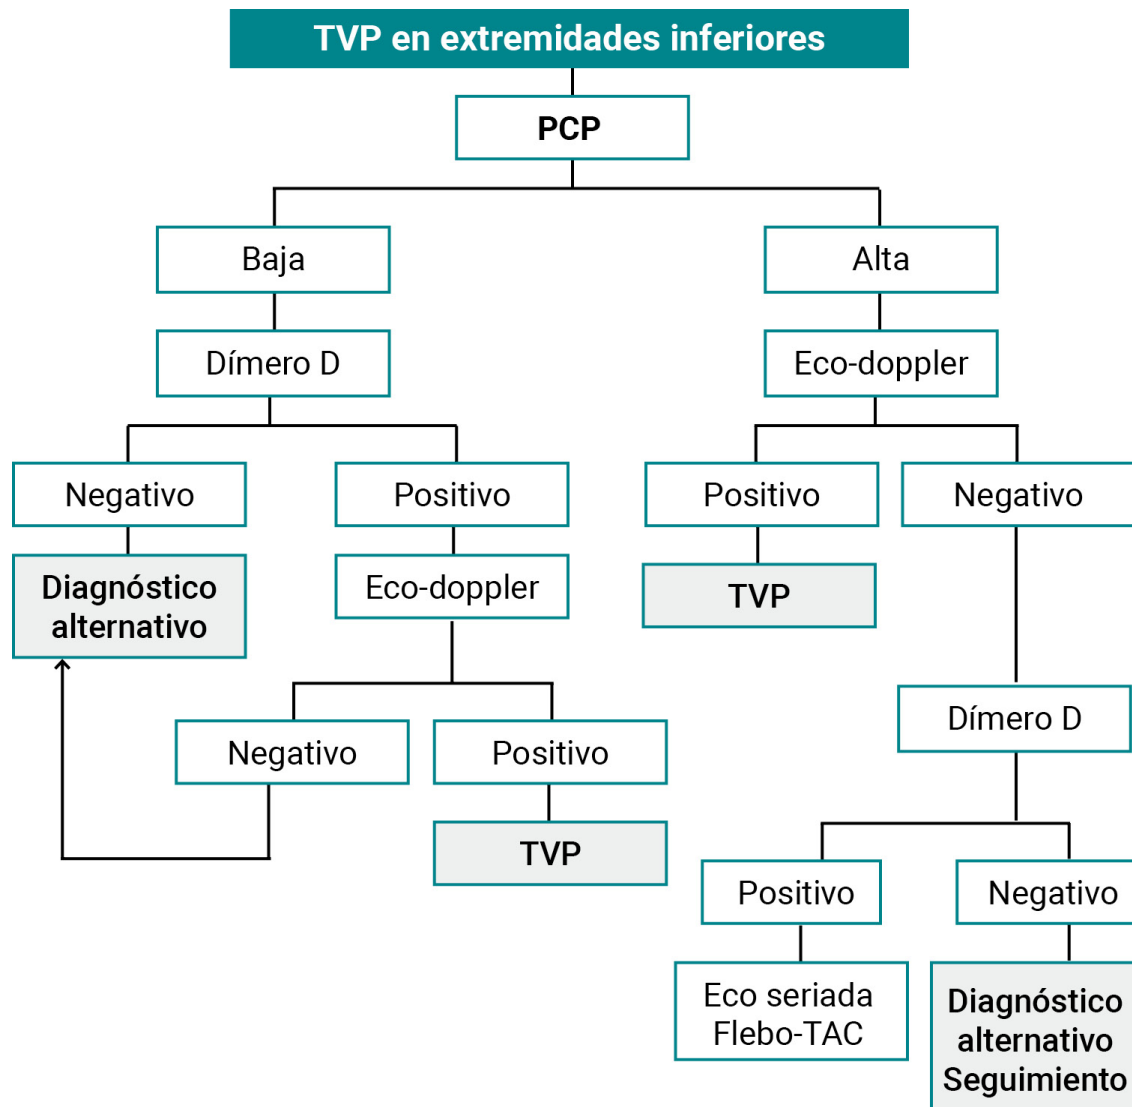 TVP en extremidades inferiores
PCP
Baja
Alta
Dímero D
Eco-doppler
Negativo
Positivo
Positivo
Negativo
Diagnóstico
alternativo
Eco-doppler
TVP
Negativo
Positivo
Dímero D
TVP
Positivo
Negativo
Eco seriada
Flebo-TAC
Diagnóstico
alternativo
Seguimiento